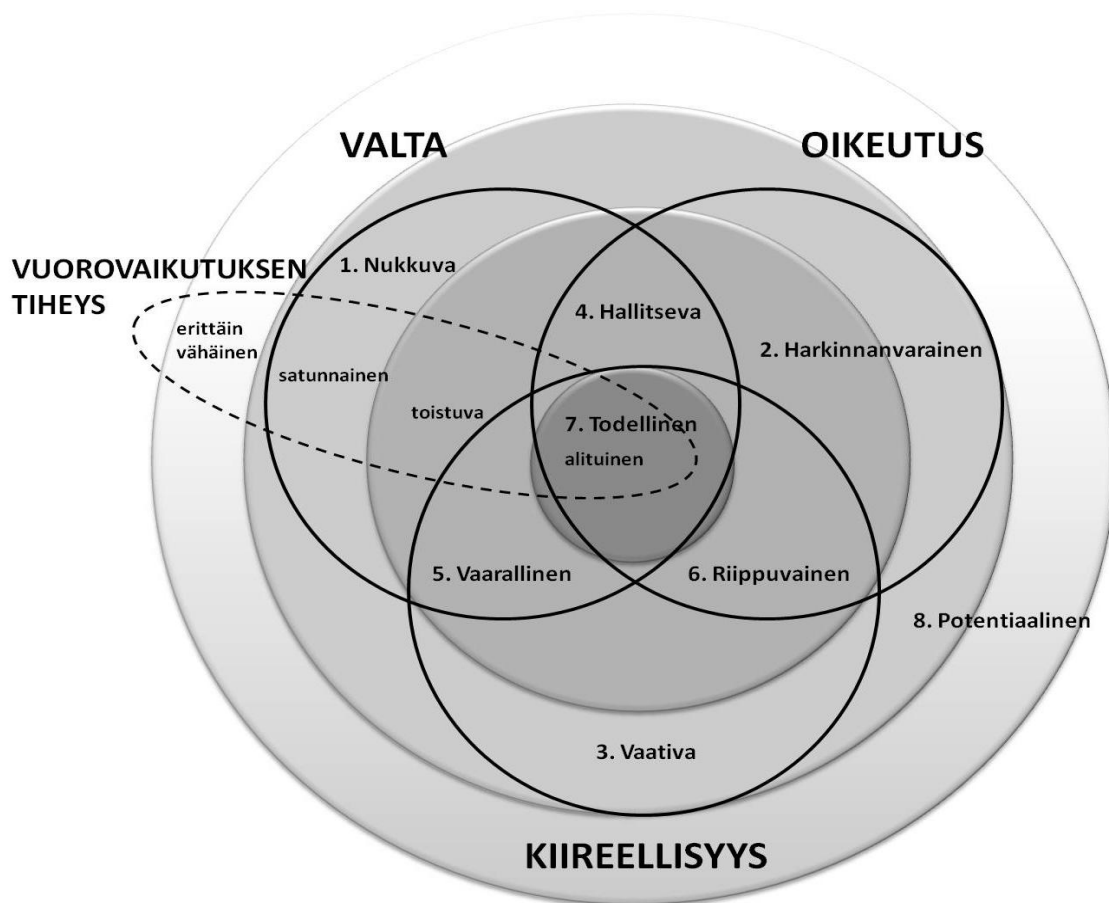 VALTA
OIKEUTUS
VUOROVAIKUTUKSEN
TIHEYS
1. Nukkuva
4. Hallitseva
2. Harkinnanvarainen
erittäin
vähäinen
satunnainen
toistuva
7. Todellinen
alituinen
5. Vaarallinen
6. Riippuvainen
8. Potentiaalinen
3. Vaativa
KIIREELLISYYS